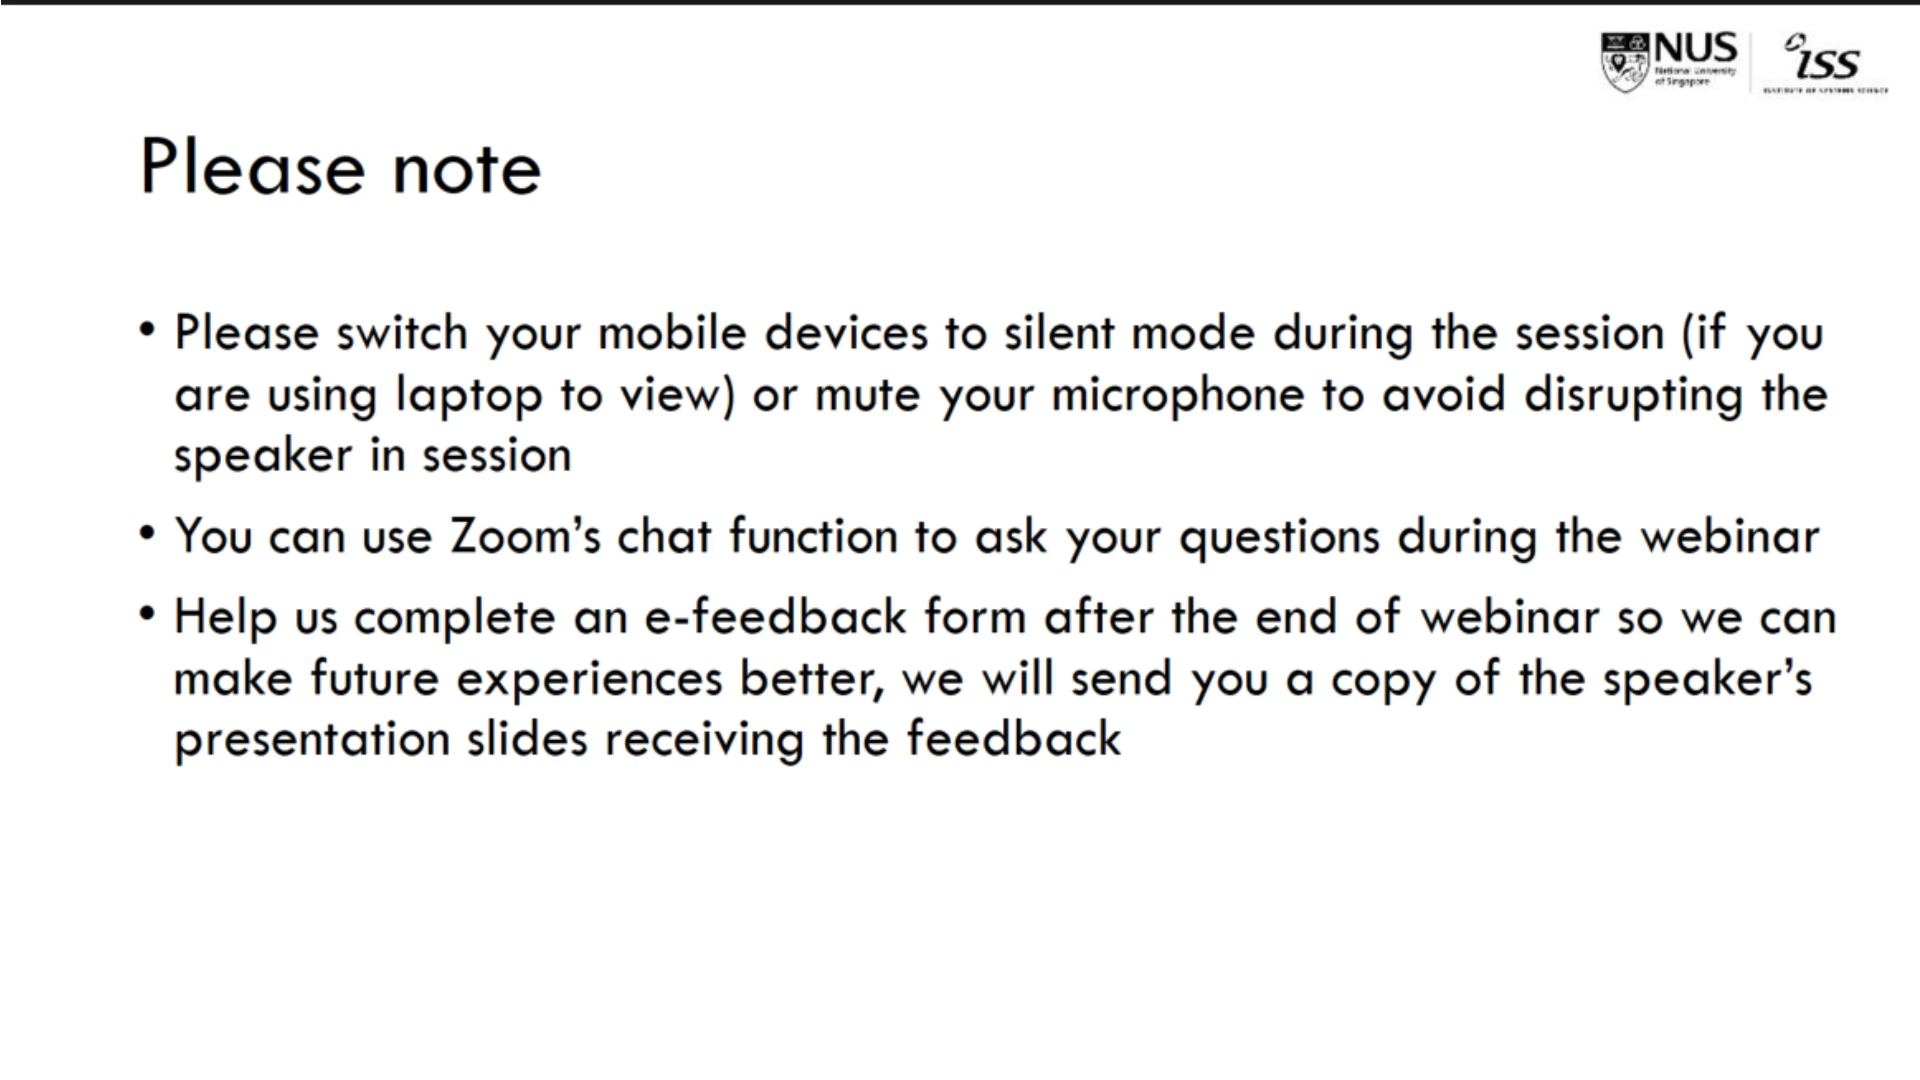 NUS
National University
of Singapore
ISS
INSTITUTE OF SYSTEMS SCIENCE
Please note
• Please switch your mobile devices to silent mode during the session (if you
are using laptop to view) or mute your microphone to avoid disrupting the
speaker in session
• You can use Zoom’s chat function to ask your questions during the webinar
• Help us complete an e-feedback form after the end of webinar so we can
make future experiences better, we will send you a copy of the speaker’s
presentation slides receiving the feedback